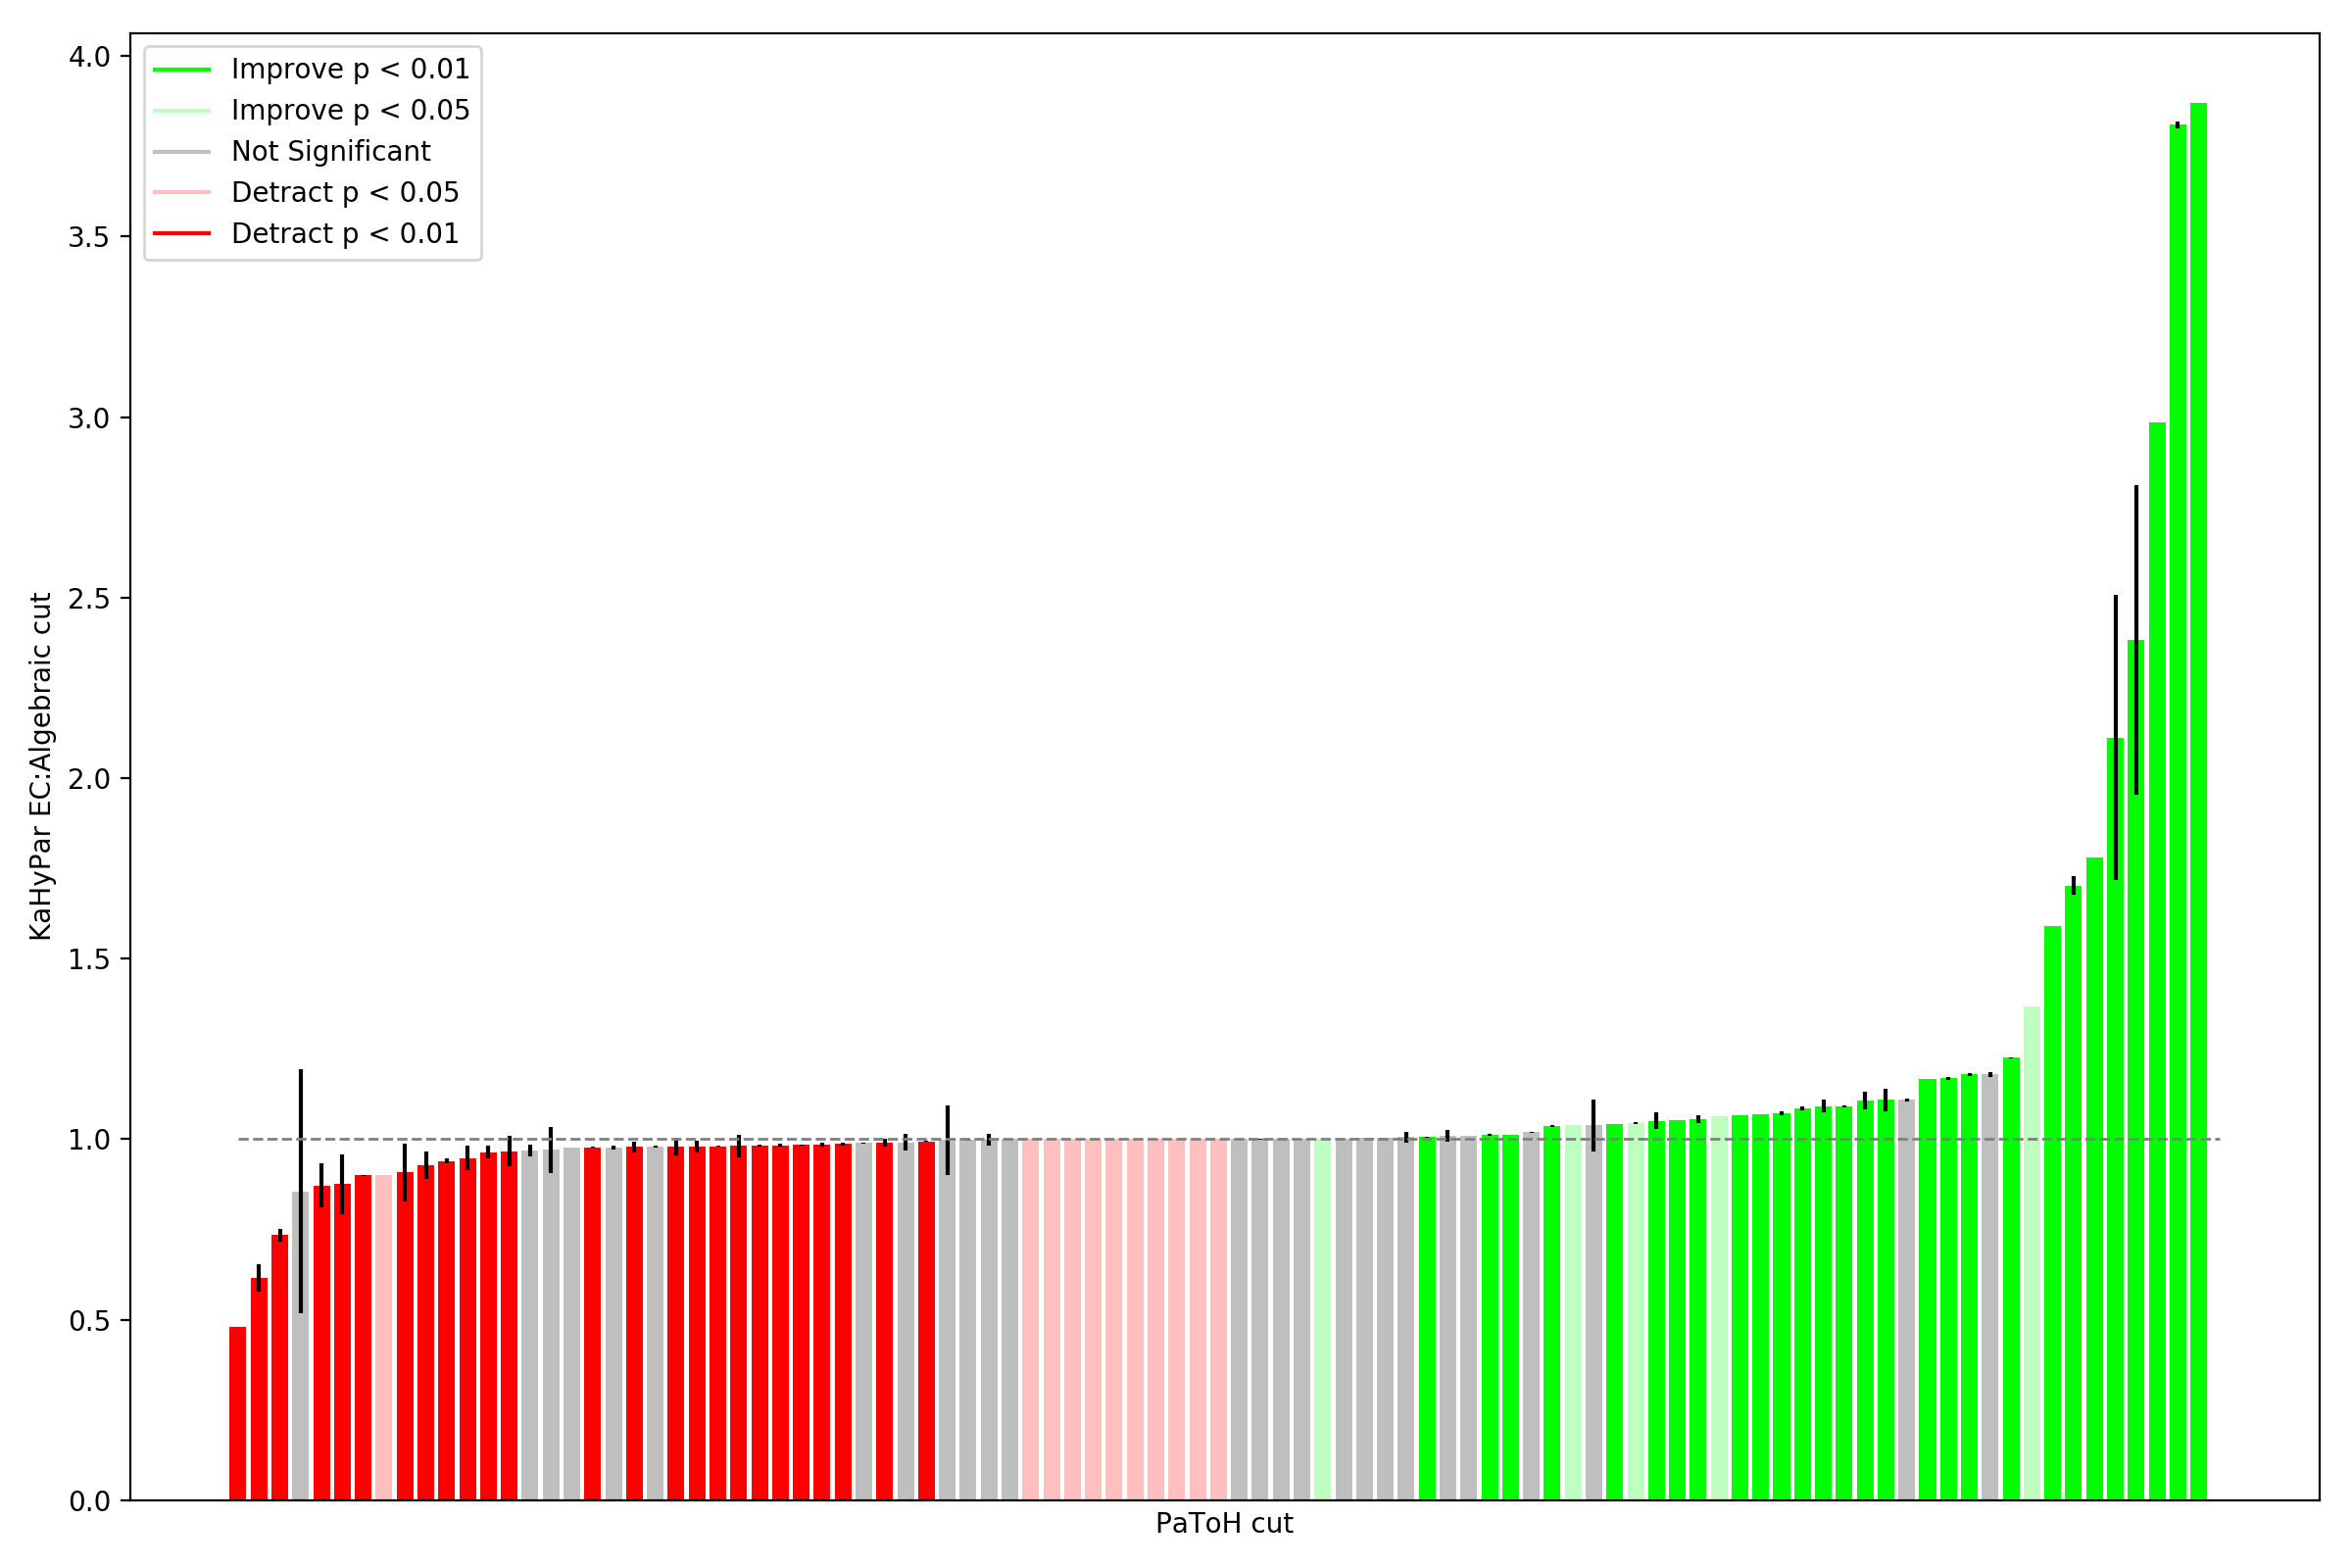 4.0
3.5
3.0
2.5
2.0
1.5
1.0
0.5
0.0
KaHyPar EC:Algebraic cut
Improve p < 0.01
Improve p < 0.05
Not Significant
Detract p < 0.05
Detract p < 0.01
PaToH cut